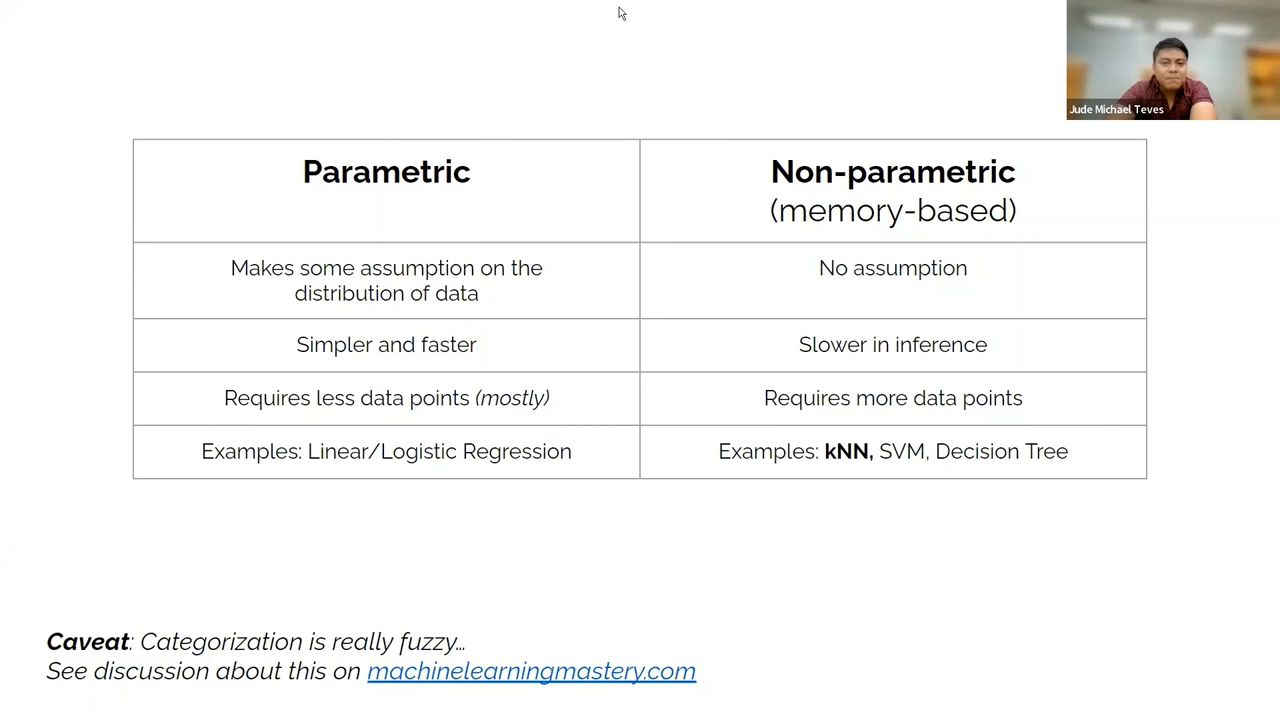 Jude Michael Teves
Parametric
Non-parametric
(memory-based)
Makes some assumption on the
distribution of data
No assumption
Simpler and faster
Slower in inference
Requires less data points (mostly)
Requires more data points
Examples: Linear/Logistic Regression
Examples: kNN, SVM, Decision Tree
Caveat: Categorization is really fuzzy...
See discussion about this on machinelearningmastery.com